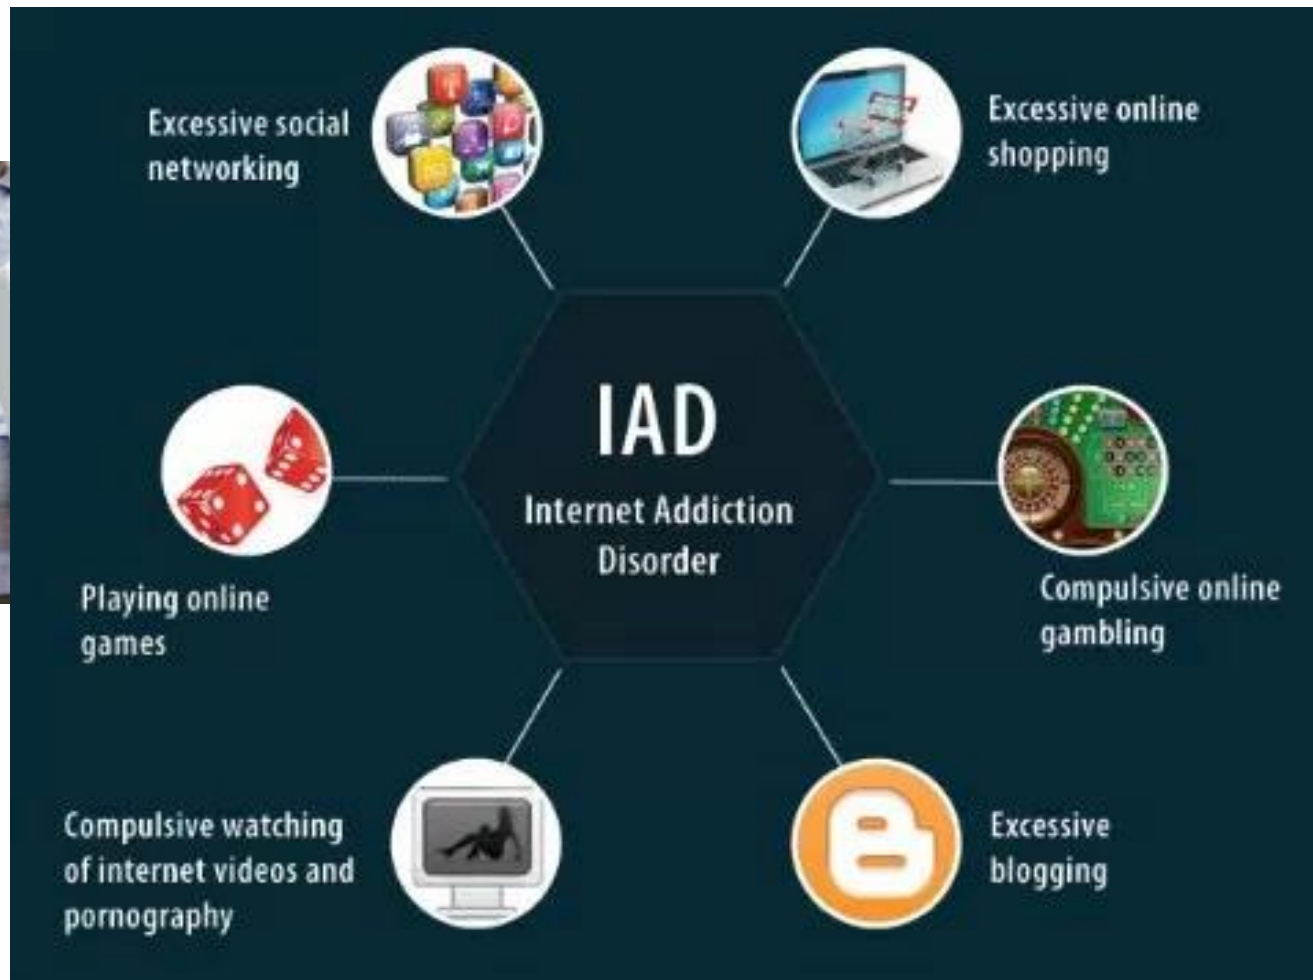 Excessive social
networking
Excessive online
shopping
IAD
Internet Addiction
Disorder
Playing online
games
Compulsive online
gambling
Compulsive watching
of internet videos and
pornography
Excessive
blogging